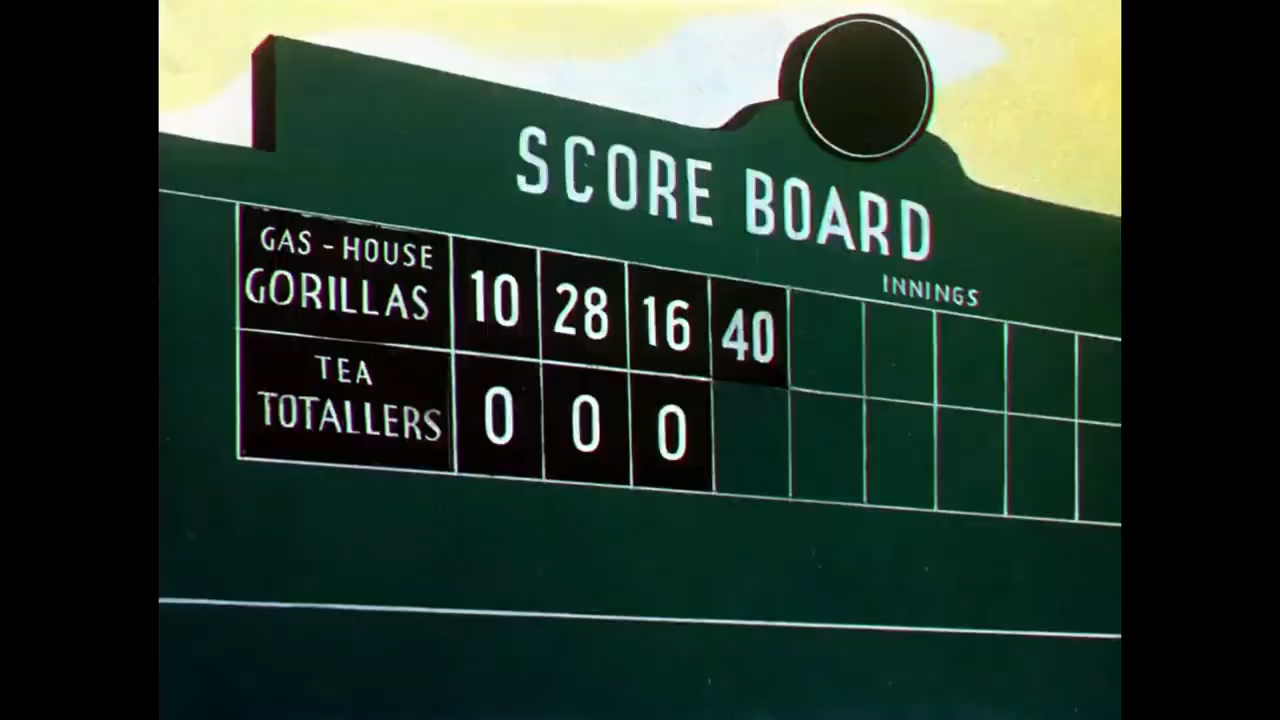 SCORE BOARD
INNINGS
GAS - HOUSE
GORILLAS 10 28 16 40
TEA
TOTALLERS 0 0 0